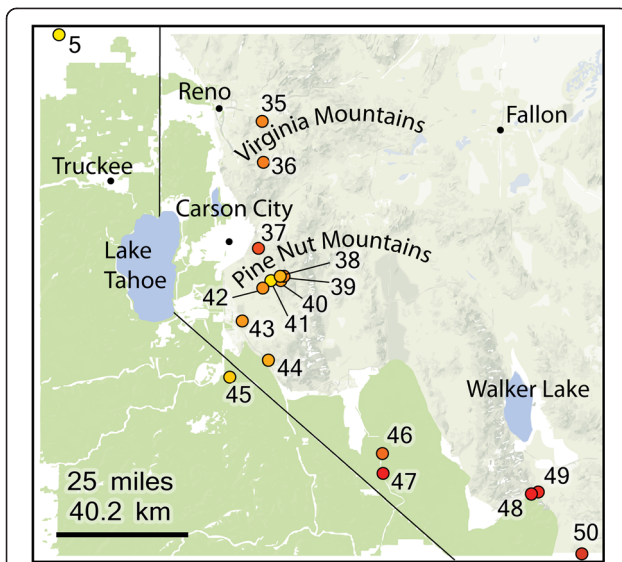 5
Reno
35
Fallon
Virginia Mountains
36
Truckee
Carson City
37
Pine Nut Mountains
Lake
Tahoe
38
39
40
41
42
43
44
45
Walker Lake
46
47
25 miles
40.2 km
49
48
50